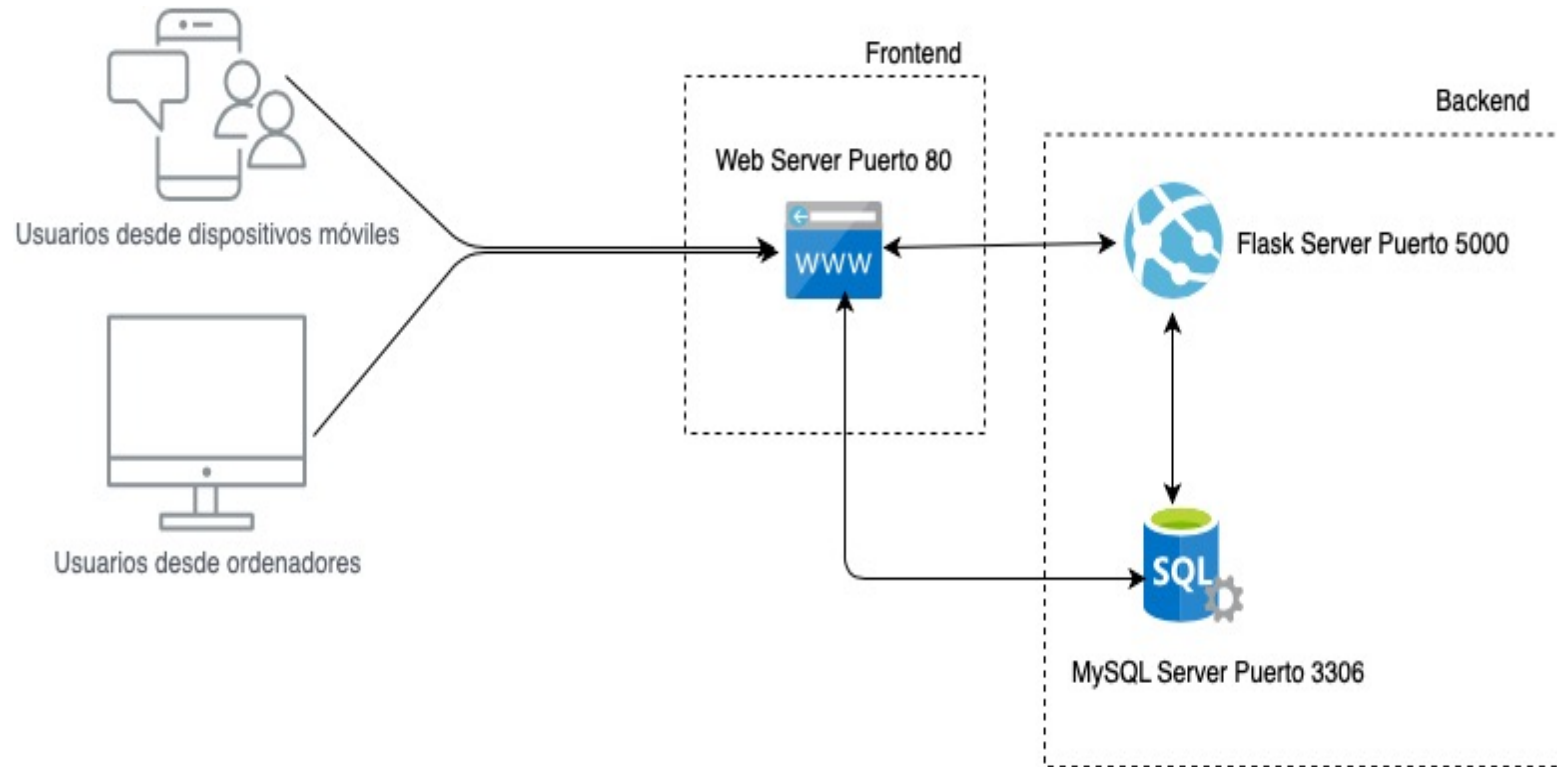 Frontend
Backend
Web Server Puerto 80
WWW
Usuarios desde dispositivos móviles
Flask Server Puerto 5000
Usuarios desde ordenadores
SQL
MySQL Server Puerto 3306